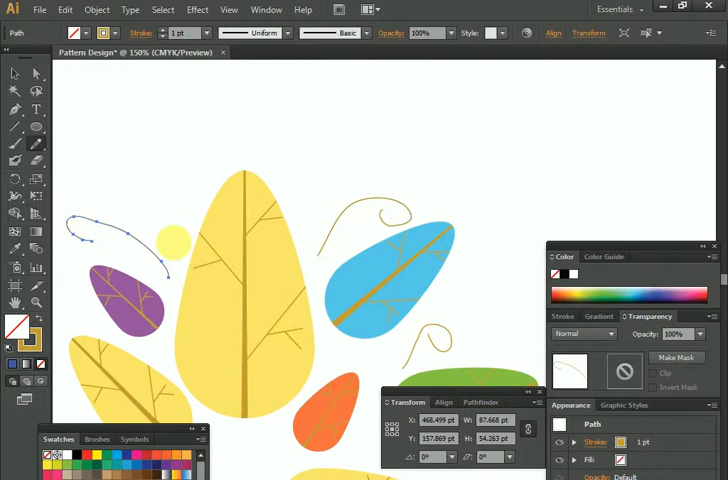 Ai File Edit Object Type Select Effect View Window Help Br Essentials
Path Stroke: 1 pt Uniform Basic Opacity: 100% Style: Align Transform
Pattern Design* @ 150% (CMYK/Preview) ×
Color Color Guide
Stroke Gradient Transparency
Normal Opacity: 100%
Make Mask
Clip
Invert Mask
Appearance Graphic Styles
Path
Stroke: 1 pt
Fill:
Opacity: Default
Transform Align Pathfinder
X: 468.499 pt W: 87.668 pt
Y: 157.869 pt H: 54.263 pt
0° 0°
Swatches Brushes Symbols